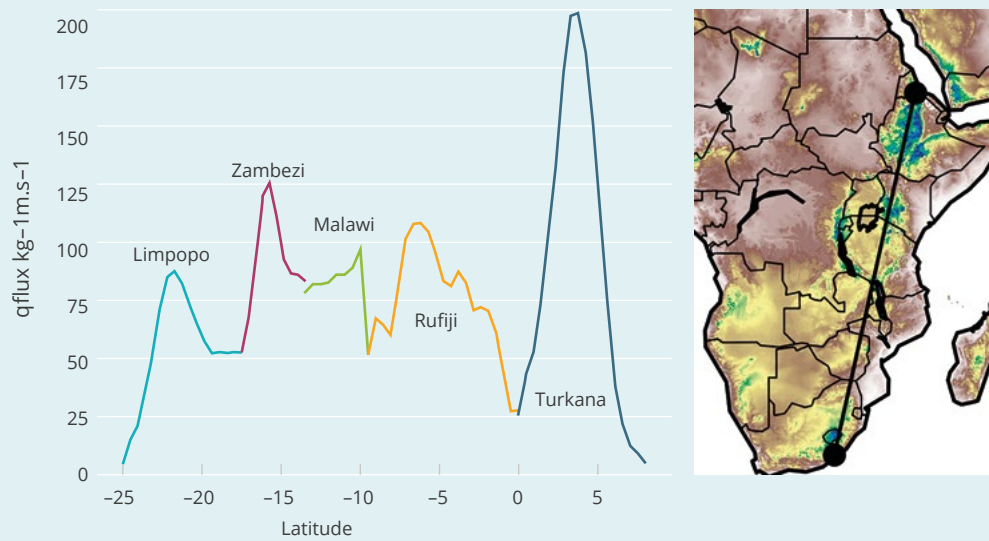 200
175
150
125
100
75
50
25
0
qflux kg–1m.s–1
Limpopo
Zambezi
Malawi
Rufiji
Turkana
–25 –20 –15 –10 –5 0 5
Latitude